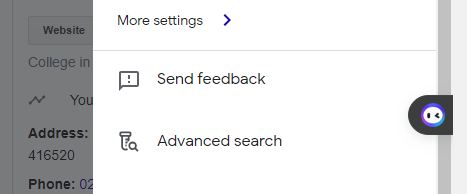 More settings
Website
Send feedback
College in
You
Advanced search
Address:
416520
Phone: 02